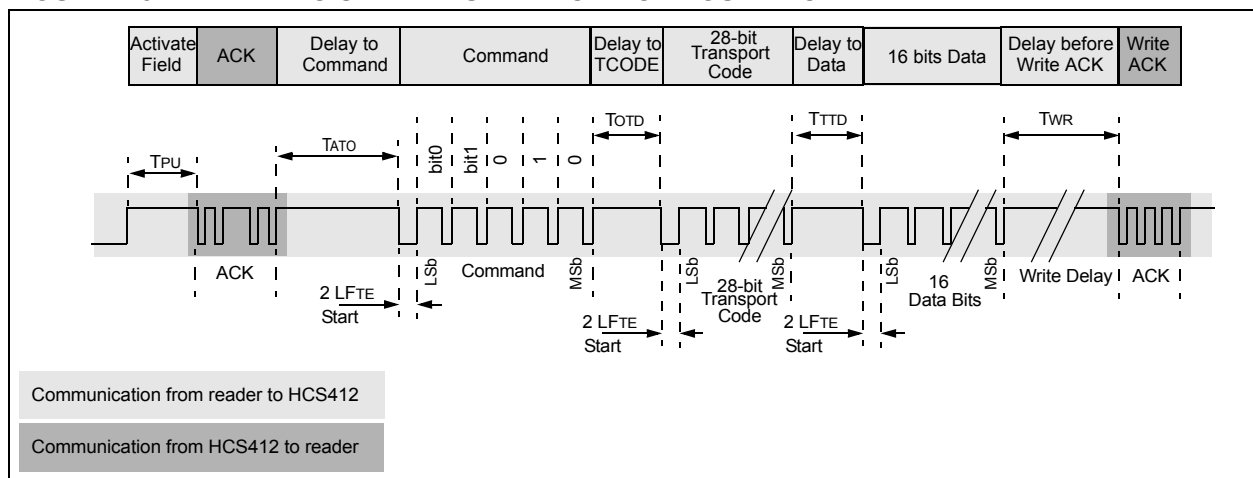 Activate
Field
ACK
Delay to
Command
Command
Delay to
TCODE
28-bit
Transport
Code
Delay to
Data
16 bits Data
Delay before
Write ACK
Write
ACK
TPU
TATO
bit0
bit1
0
1
0
TOTD
TTTD
TWR
ACK
LSb
Command
MSb
LSb
28-bit
Transport
Code
MSb
LSb
16
Data Bits
MSb
Write Delay
ACK
2 LFTE
Start
2 LFTE
Start
2 LFTE
Start
Communication from reader to HCS412
Communication from HCS412 to reader